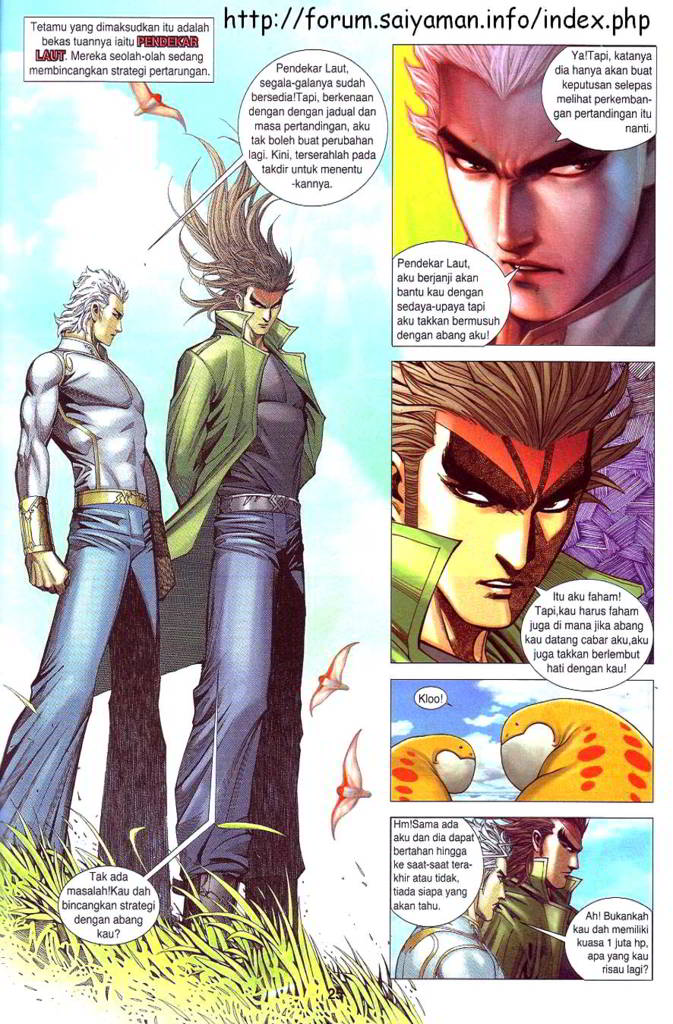 http://forum.saiyaman.info/index.php
Tetamu yang dimaksudkan itu adalah
bekas tuannya iaitu PENDEKAR
LAUT. Mereka seolah-olah sedang
membincangkan strategi pertarungan.
Pendekar Laut,
segala-galanya sudah
bersedia!Tapi, berkenaan
dengan dengan jadual dan
masa pertandingan, aku
tak boleh buat perubahan
lagi. Kini, terserahlah pada
takdir untuk menentu
-kannya.
Tak ada
masalah!Kau dah
bincangkan strategi
dengan abang
kau?
Ya!Tapi, katanya
dia hanya akan buat
keputusan selepas
melihat perkemban-
gan pertandingan itu
nanti.
Pendekar Laut,
aku berjanji akan
bantu kau dengan
sedaya-upaya tapi
aku takkan bermusuh
dengan abang aku!
Itu aku faham!
Tapi,kau harus faham
juga di mana jika abang
kau datang cabar aku,aku
juga takkan berlembut
hati dengan kau!
Kloo!
Hm!Sama ada
aku dan dia dapat
bertahan hingga
ke saat-saat tera-
khir atau tidak,
tiada siapa yang
akan tahu.
Ah! Bukankah
kau dah memiliki
kuasa 1 juta hp,
apa yang kau
risau lagi?
25